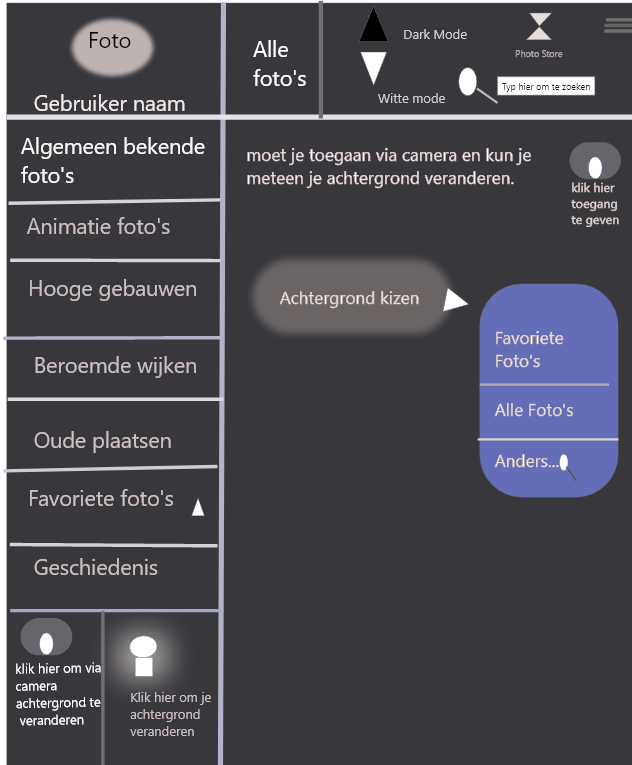 Foto
Gebruiker naam
Alle
foto's
Dark Mode
Witte mode
Photo Store
Typ hier om te zoeken
Algemeen bekende
foto's
Animatie foto's
Hooge gebauwen
Beroemde wijken
Oude plaatsen
Favoriete foto's
Geschiedenis
klik hier om via
camera
achtergrond te
veranderen
Klik hier om je
achtergrond
veranderen
moet je toegaan via camera en kun je
meteen je achtergrond veranderen.
klik hier
toegang
te geven
Achtergrond kizen
Favoriete
Foto's
Alle Foto's
Anders...